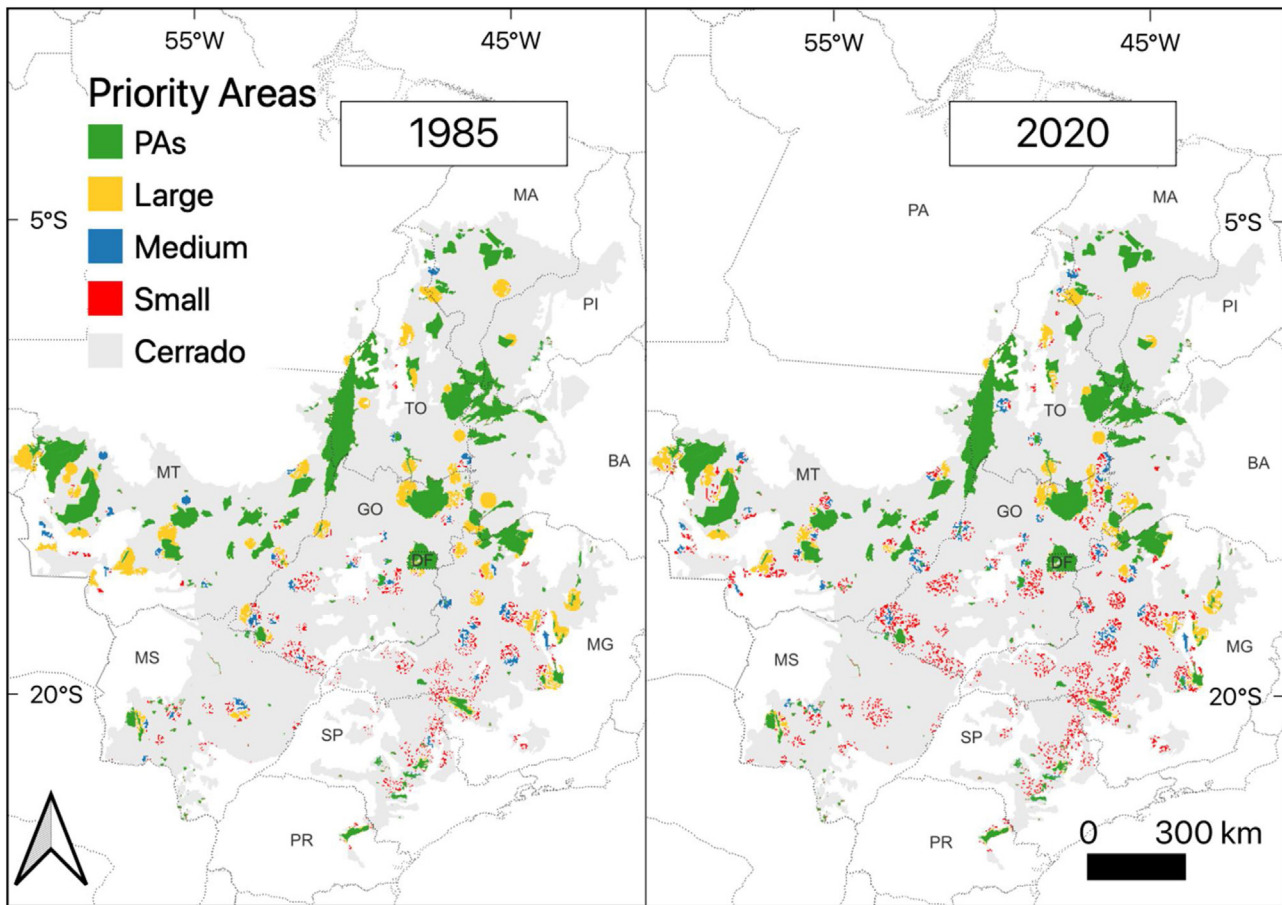 55°W
45°W
55°W
45°W
Priority Areas
1985
2020
PAs
Large
Medium
Small
Cerrado
5°S
5°S
MA
PI
TO
BA
MT
GO
DF
MG
MS
20°S
SP
PR
PA
MA
PI
TO
BA
MT
GO
DF
MG
MS
20°S
SP
PR
0 300 km